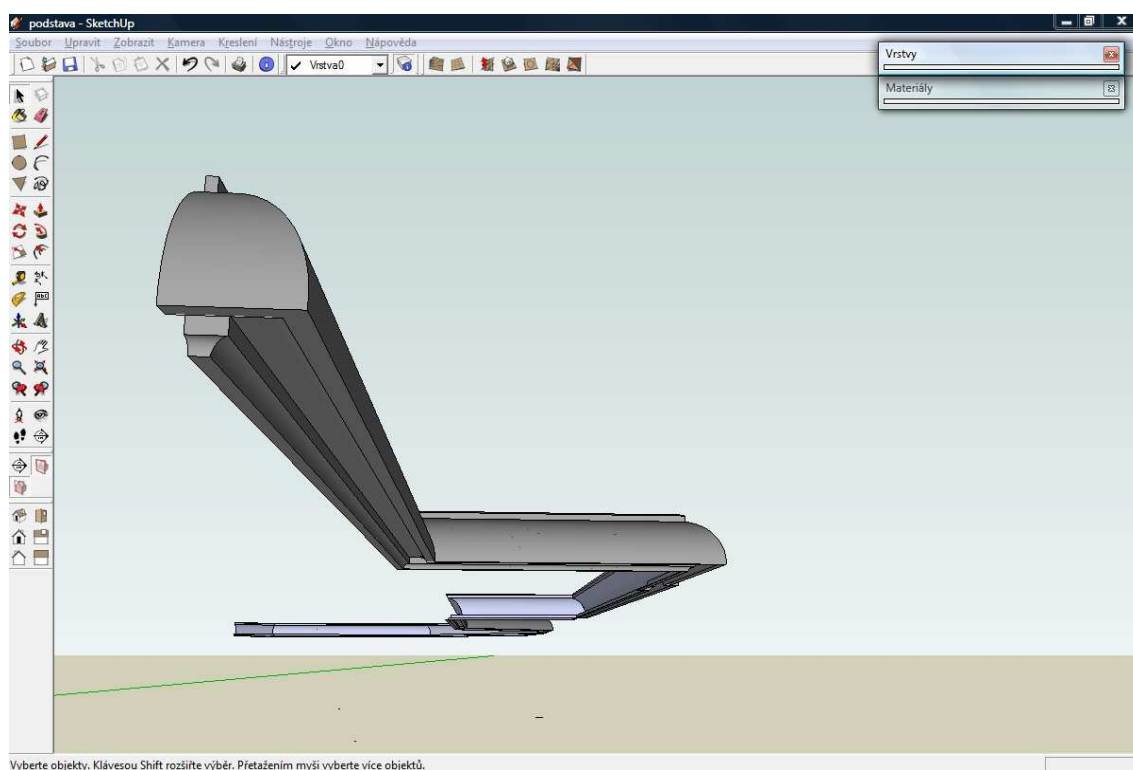 podstava - SketchUp
Soubor Upravit Zobrazit Kamera Kreslení Nástroje Okno Nápověda
Vrstva0
Vrstvy
Materiály
Vyberte objekty. Klávesou Shift rozšiřte výběr. Přetažením myši vyberte více objektů.